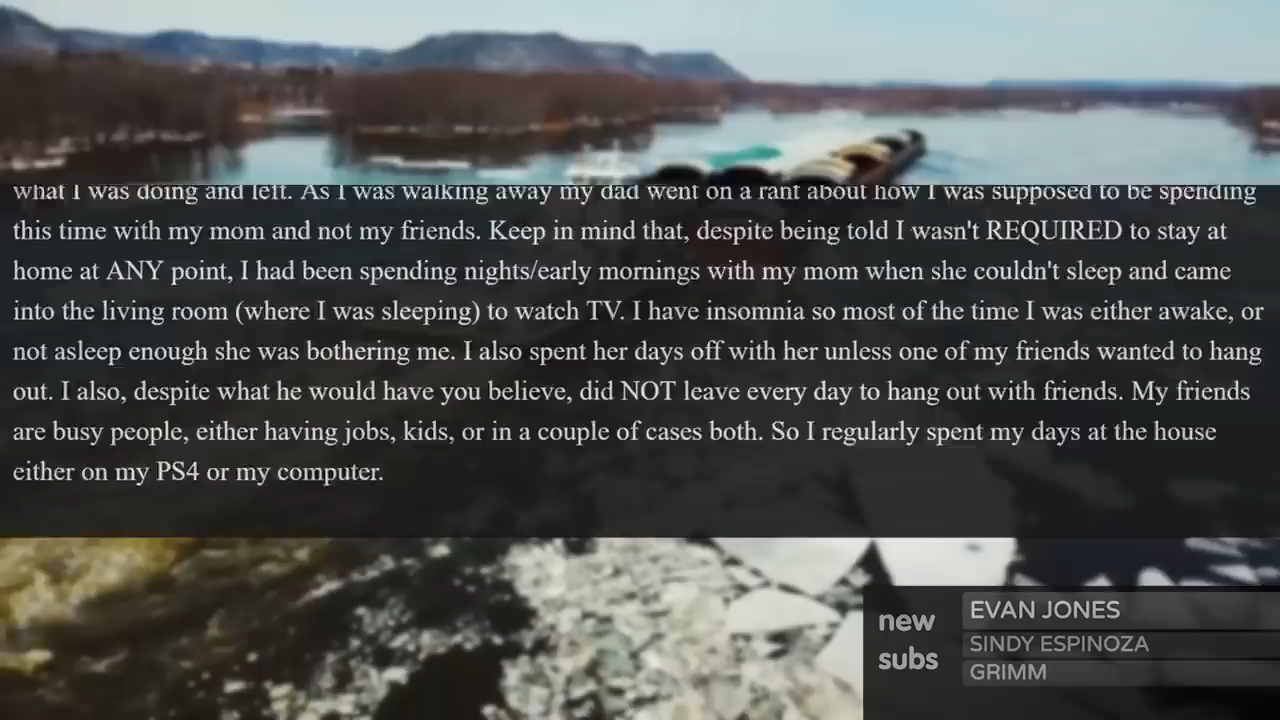 what I was doing and left. As I was walking away my dad went on a rant about how I was supposed to be spending
this time with my mom and not my friends. Keep in mind that, despite being told I wasn't REQUIRED to stay at
home at ANY point, I had been spending nights/early mornings with my mom when she couldn't sleep and came
into the living room (where I was sleeping) to watch TV. I have insomnia so most of the time I was either awake, or
not asleep enough she was bothering me. I also spent her days off with her unless one of my friends wanted to hang
out. I also, despite what he would have you believe, did NOT leave every day to hang out with friends. My friends
are busy people, either having jobs, kids, or in a couple of cases both. So I regularly spent my days at the house
either on my PS4 or my computer.
new
subs
EVAN JONES
SINDY ESPINOZA
GRIMM